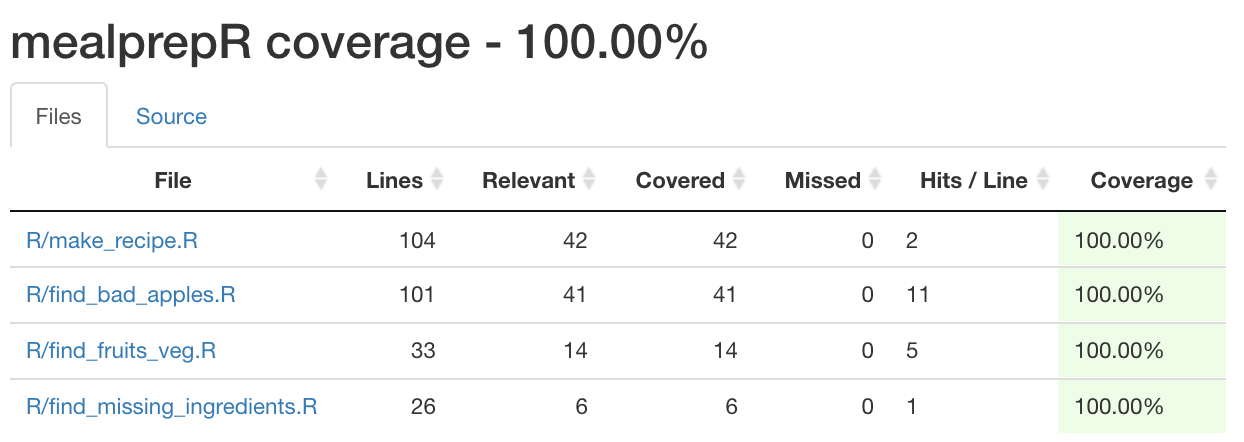 mealprepR coverage - 100.00%
Files Source
File Lines Relevant Covered Missed Hits / Line Coverage
R/make_recipe.R 104 42 42 0 2 100.00%
R/find_bad_apples.R 101 41 41 0 11 100.00%
R/find_fruits_veg.R 33 14 14 0 5 100.00%
R/find_missing_ingredients.R 26 6 6 0 1 100.00%